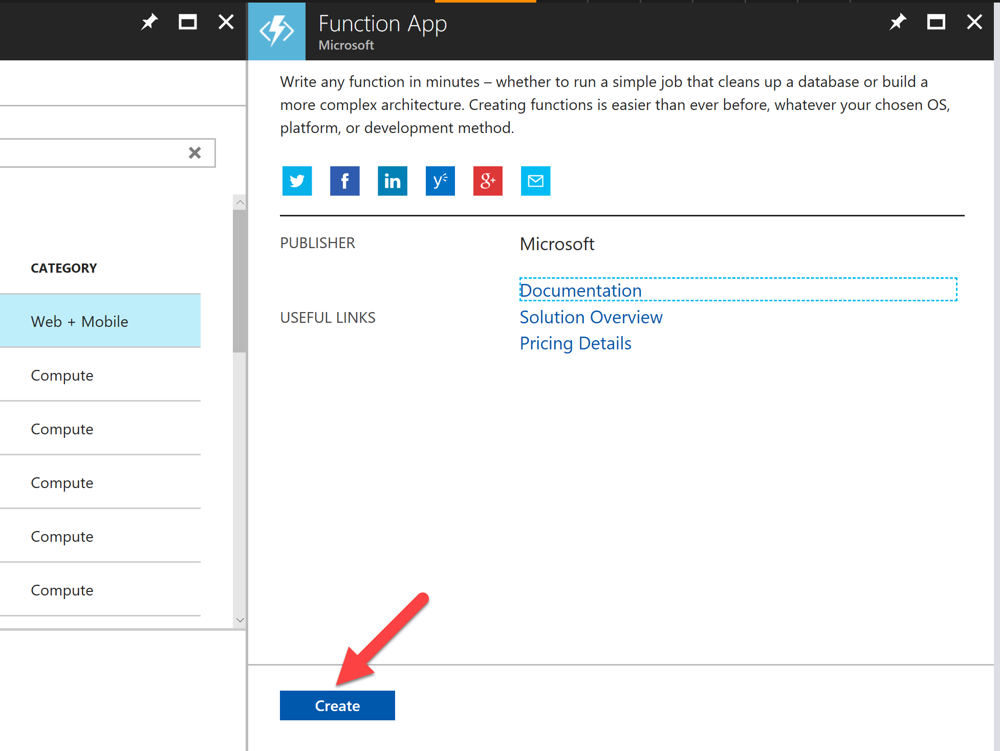 Function App
Microsoft
Write any function in minutes – whether to run a simple job that cleans up a database or build a
more complex architecture. Creating functions is easier than ever before, whatever your chosen OS,
platform, or development method.
f
in
y
g+
PUBLISHER
Microsoft
Documentation
USEFUL LINKS
Solution Overview
Pricing Details
CATEGORY
Web + Mobile
Compute
Compute
Compute
Compute
Compute
Create